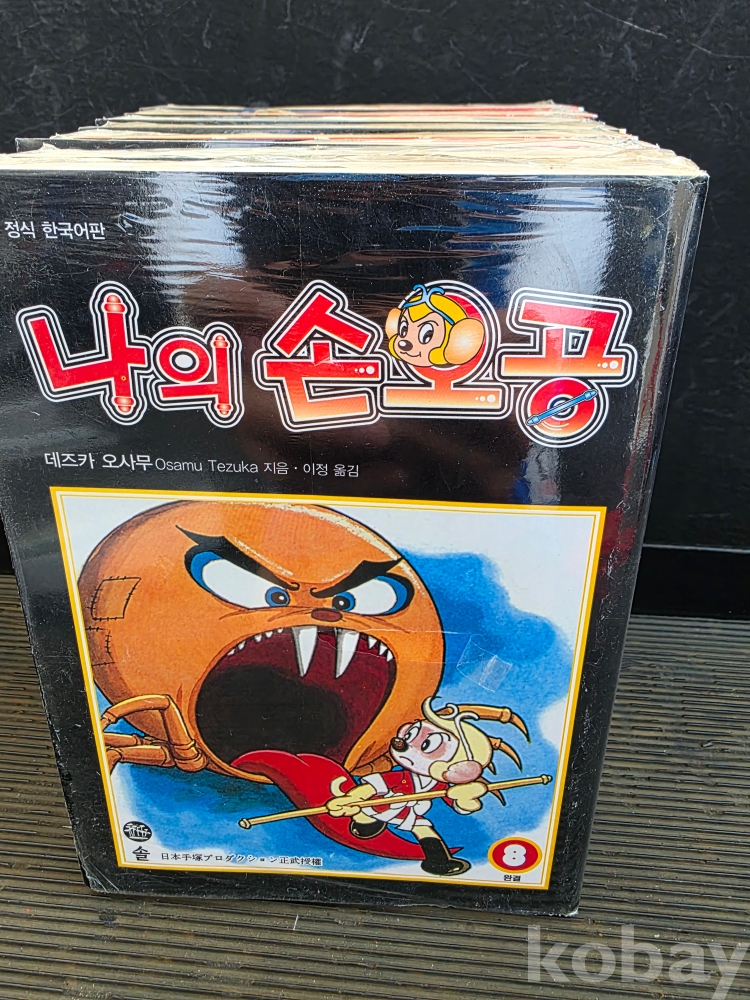 정식 한국어판
나의 손오공
데즈카 오사무 Osamu Tezuka 지음 · 이정 옮김
솔
日本手塚プロダクション正式授權
8
완결
kobay